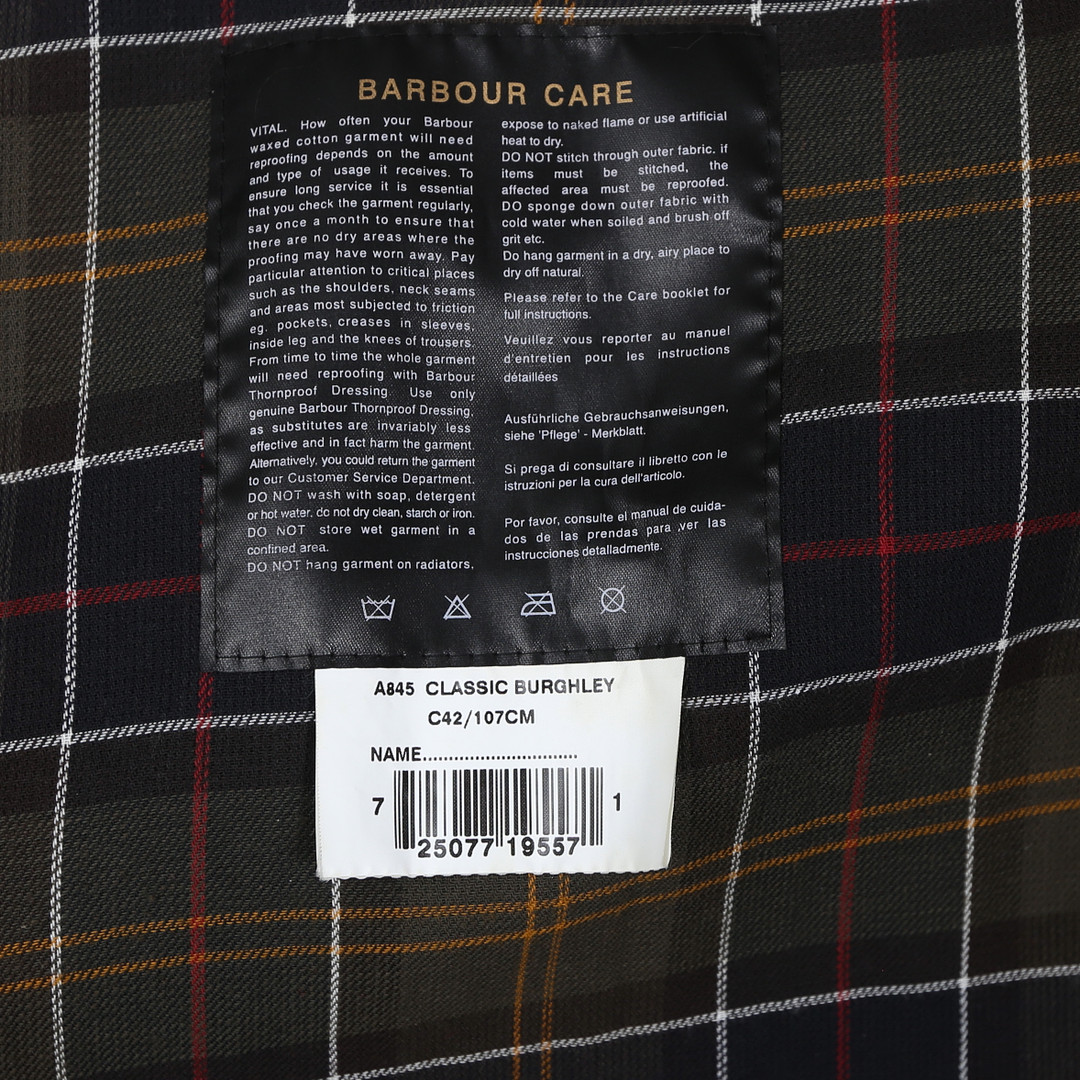 BARBOUR CARE
VITAL. How often your Barbour
waxed cotton garment will need
reproofing depends on the amount
and type of usage it receives. To
ensure long service it is essential
that you check the garment regularly,
say once a month to ensure that
there are no dry areas where the
proofing may have worn away. Pay
particular attention to critical places
such as the shoulders, neck seams
and areas most subjected to friction
eg. pockets, creases in sleeves,
inside leg and the knees of trousers.
From time to time the whole garment
will need reproofing with Barbour
Thornproof Dressing. Use only
genuine Barbour Thornproof Dressing,
as substitutes are invariably less
effective and in fact harm the garment.
Alternatively, you could return the garment
to our Customer Service Department.
DO NOT wash with soap, detergent
or hot water, do not dry clean, starch or iron.
DO NOT store wet garment in a
confined area.
DO NOT hang garment on radiators,
expose to naked flame or use artificial
heat to dry.
DO NOT stitch through outer fabric. if
items must be stitched, the
affected area must be reproofed.
DO sponge down outer fabric with
cold water when soiled and brush off
grit etc.
Do hang garment in a dry, airy place to
dry off natural.
Please refer to the Care booklet for
full instructions.
Veuillez vous reporter au manuel
d'entretien pour les instructions
détaillées
Ausführliche Gebrauchsanweisungen,
siehe 'Pflege' - Merkblatt.
Si prega di consultare il libretto con le
istruzioni per la cura dell'articolo.
Por favor, consulte el manual de cuida-
dos de las prendas para ver las
instrucciones detalladmente.
A845 CLASSIC BURGHLEY
C42/107CM
NAME..............................
7 25077 19557 1